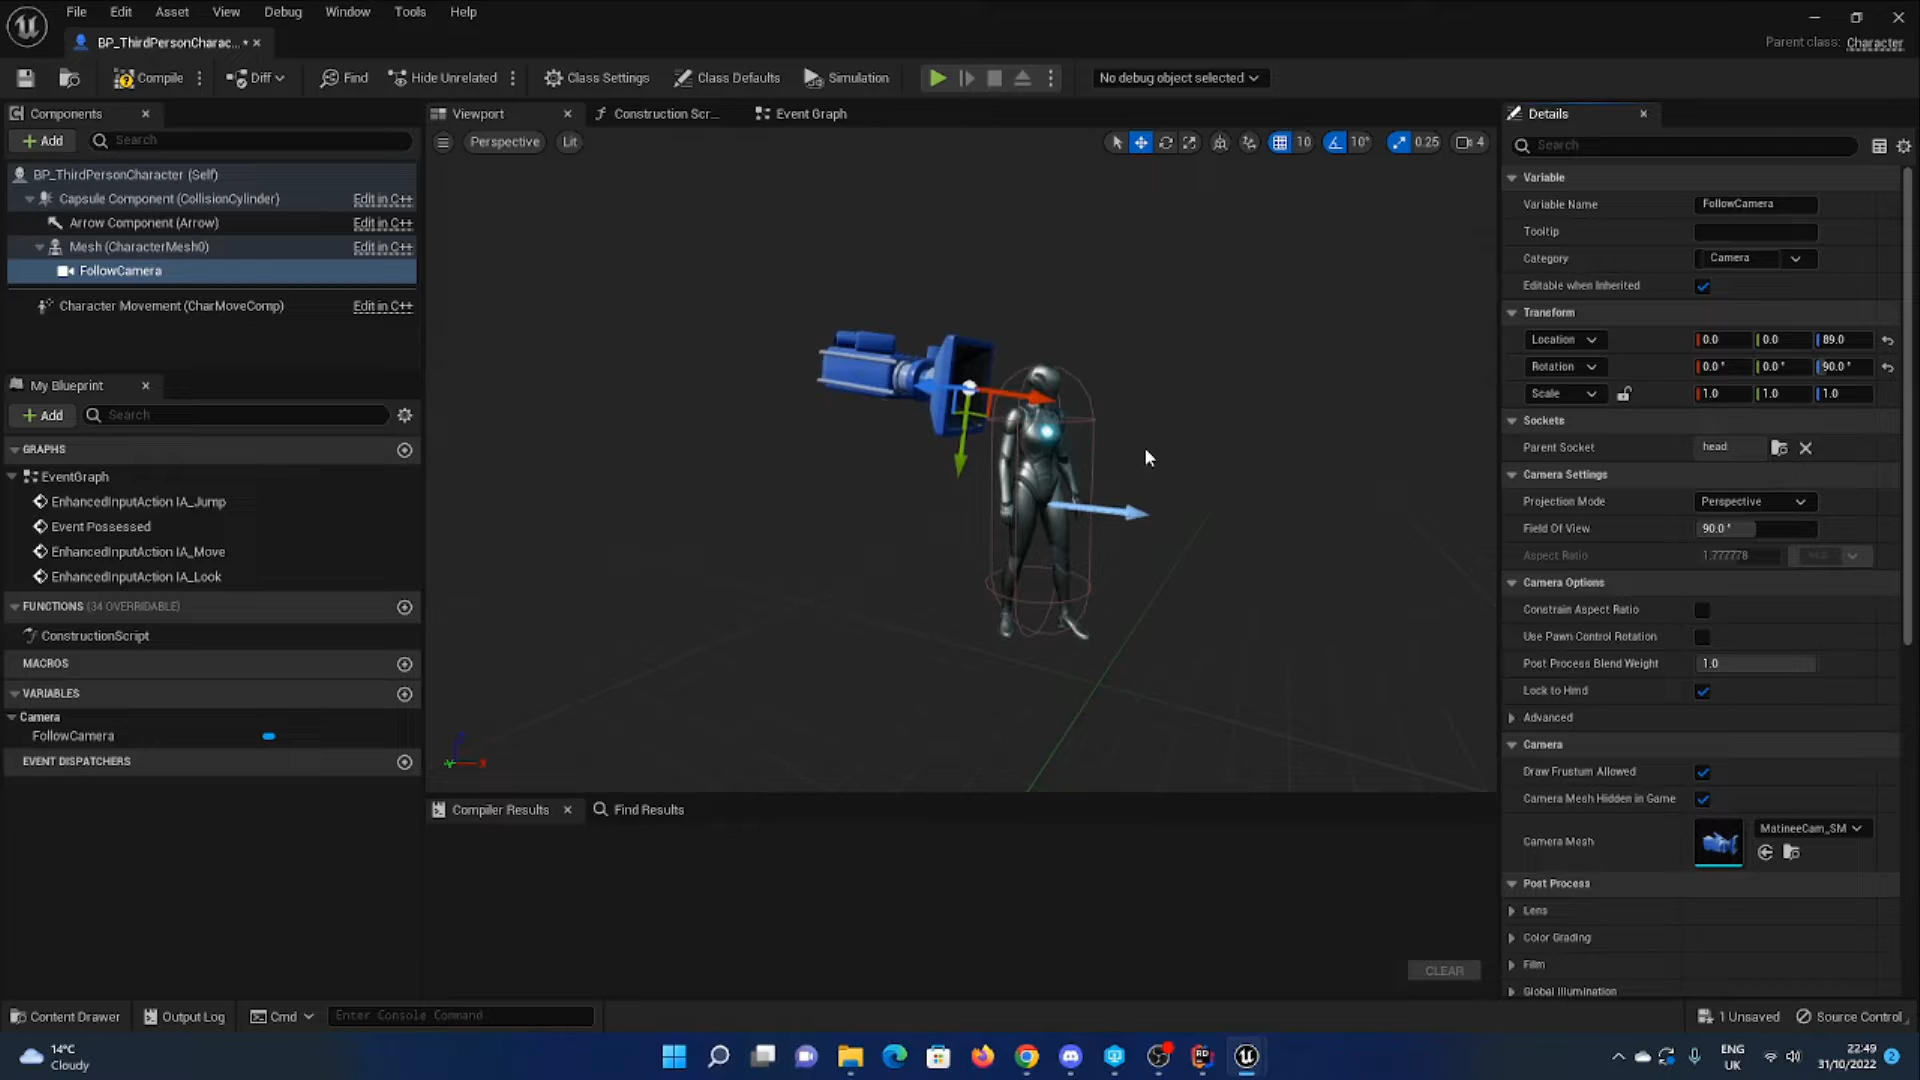 File Edit Asset View Debug Window Tools Help
BP_ThirdPersonCharac... *
Parent class: Character
Compile Diff Find Hide Unrelated Class Settings Class Defaults Simulation No debug object selected
Components Viewport Construction Scr... Event Graph Details
Add Search Perspective Lit 10 10° 0.25 4 Search
BP_ThirdPersonCharacter (Self)
Capsule Component (CollisionCylinder) Edit in C++
Arrow Component (Arrow) Edit in C++
Mesh (CharacterMesh0) Edit in C++
FollowCamera
Character Movement (CharMoveComp) Edit in C++
My Blueprint
Add Search
GRAPHS
EventGraph
EnhancedInputAction IA_Jump
Event Possessed
EnhancedInputAction IA_Move
EnhancedInputAction IA_Look
FUNCTIONS (34 OVERRIDABLE)
ConstructionScript
MACROS
VARIABLES
Camera
FollowCamera
EVENT DISPATCHERS
Compiler Results Find Results
CLEAR
Variable
Variable Name FollowCamera
Tooltip
Category Camera
Editable when Inherited
Transform
Location 0.0 0.0 89.0
Rotation 0.0° 0.0° 90.0°
Scale 1.0 1.0 1.0
Sockets
Parent Socket head
Camera Settings
Projection Mode Perspective
Field Of View 90.0°
Aspect Ratio 1.777778
Camera Options
Constrain Aspect Ratio
Use Pawn Control Rotation
Post Process Blend Weight 1.0
Lock to Hmd
Advanced
Camera
Draw Frustum Allowed
Camera Mesh Hidden in Game
Camera Mesh MatineeCam_SM
Post Process
Lens
Color Grading
Film
Global Illumination
Content Drawer Output Log Cmd Enter Console Command 1 Unsaved Source Control
14°C
Cloudy
ENG
UK
22:49
31/10/2022
2